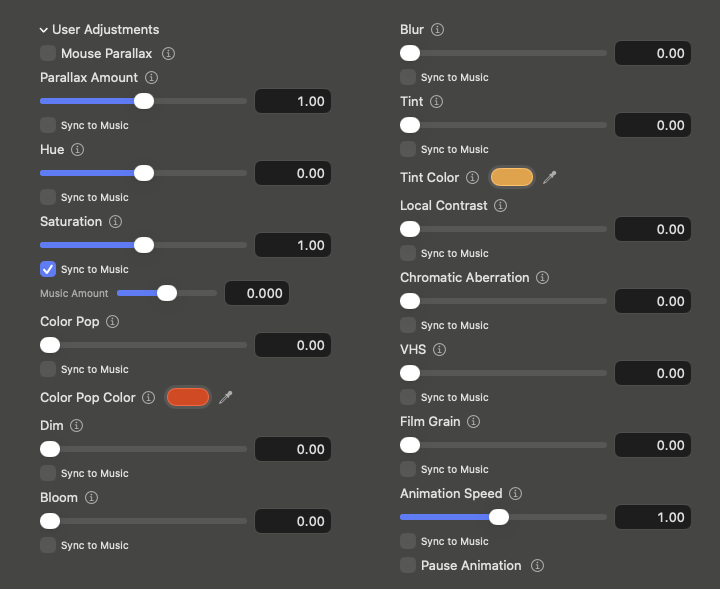 User Adjustments
Mouse Parallax
Parallax Amount
1.00
Sync to Music
Hue
0.00
Sync to Music
Saturation
1.00
Sync to Music
Music Amount 0.000
Color Pop
0.00
Sync to Music
Color Pop Color
Dim
0.00
Sync to Music
Bloom
0.00
Sync to Music
Blur
0.00
Sync to Music
Tint
0.00
Sync to Music
Tint Color
Local Contrast
0.00
Sync to Music
Chromatic Aberration
0.00
Sync to Music
VHS
0.00
Sync to Music
Film Grain
0.00
Sync to Music
Animation Speed
1.00
Sync to Music
Pause Animation